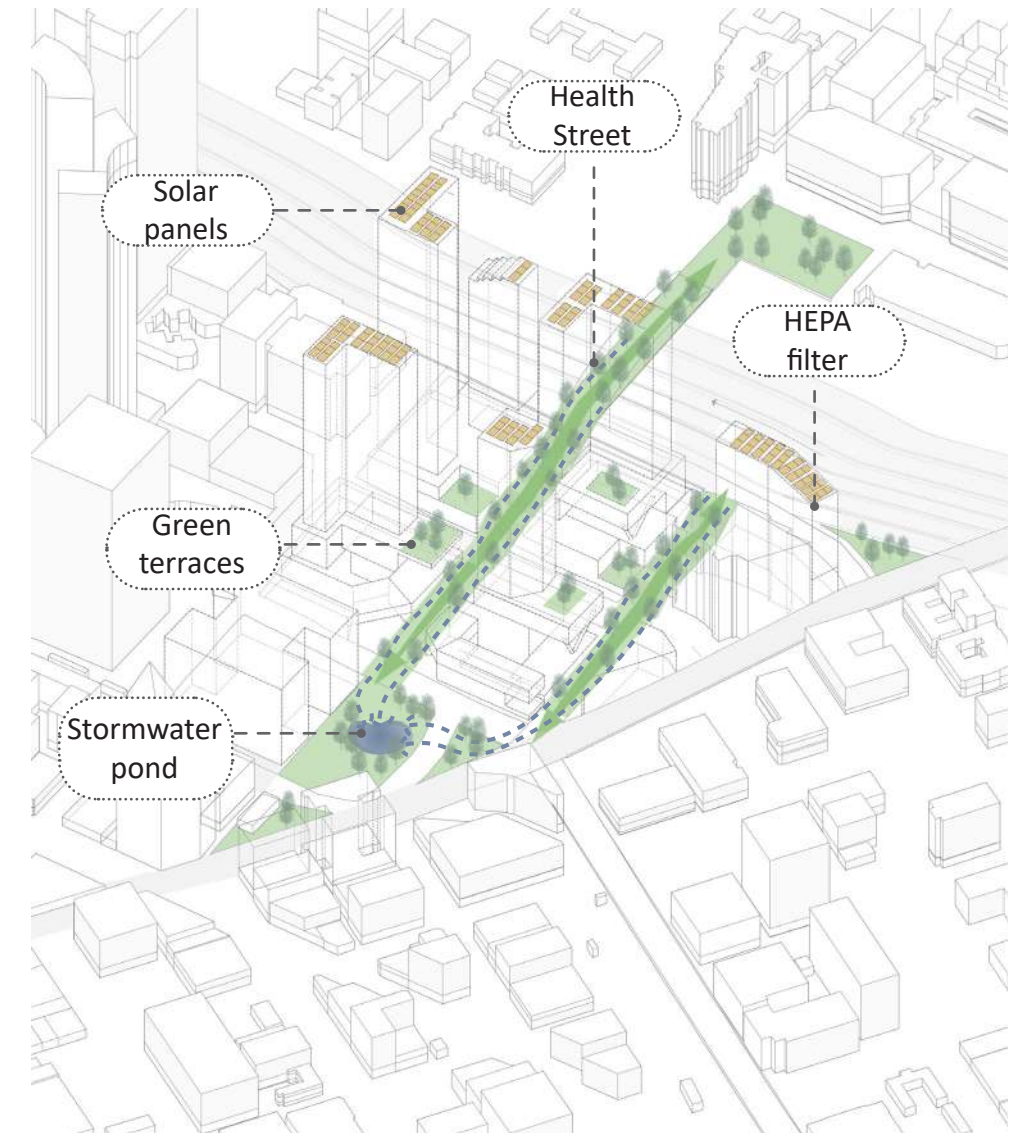 Health
Street
Solar
panels
HEPA
filter
Green
terraces
Stormwater
pond